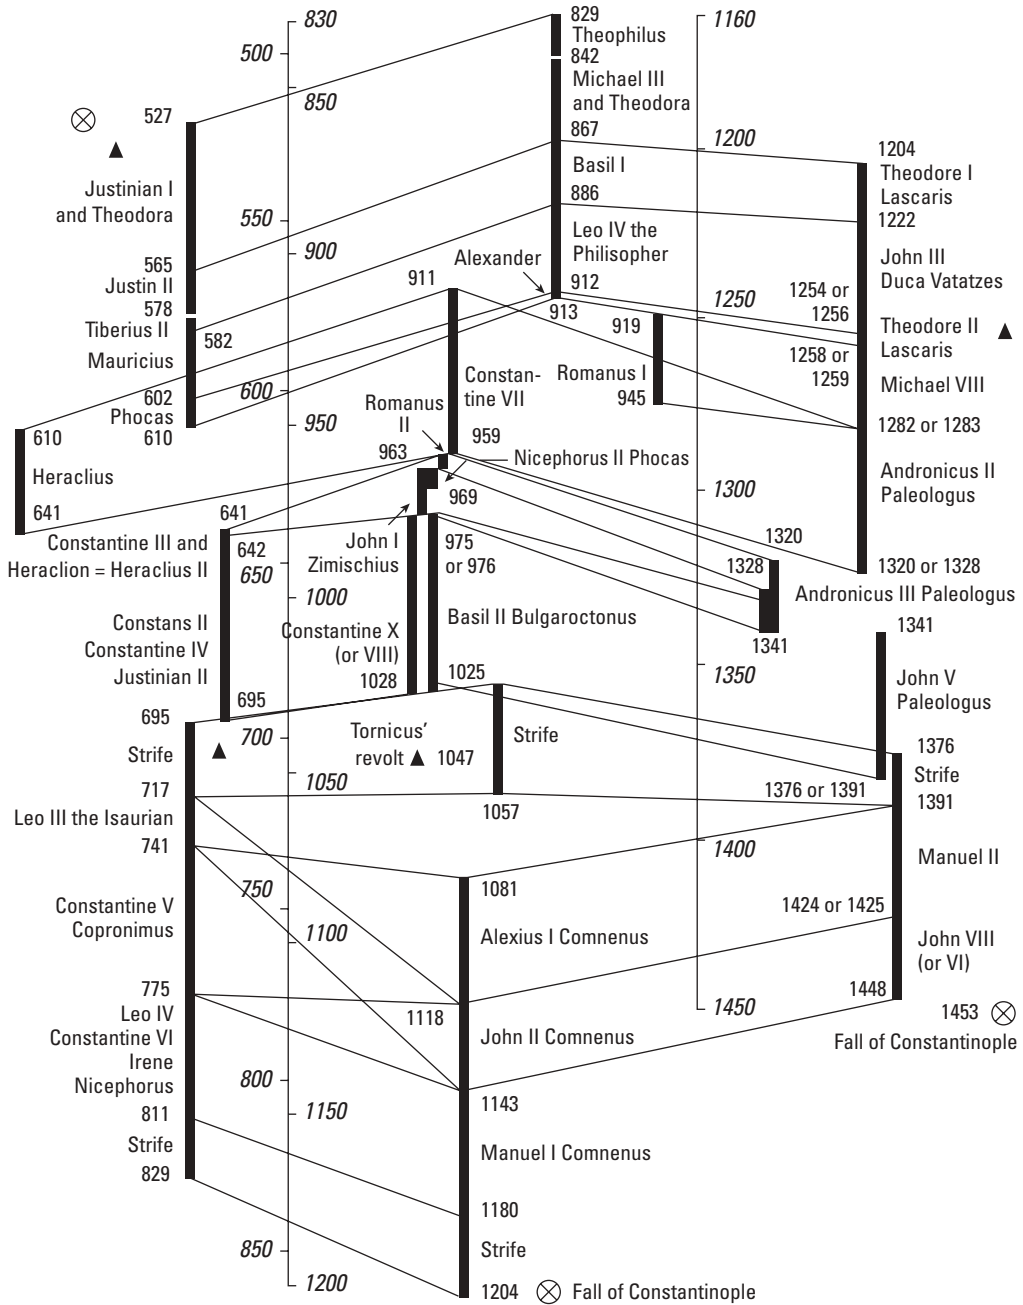 830
829
1160
Theophilus
500
842
Michael III
and Theodora
850
527
867
1200
1204
Theodore I
Lascaris
Basil I
Justinian I
and Theodora
886
1222
550
Leo IV the
Philisopher
900
John III
Duca Vatatzes
Alexander
565
911
912
1254 or
1256
Justin II
578
913
1250
919
Theodore II
Lascaris
Tiberius II
582
Mauricius
1258 or
1259
Constan-
tine VII
Romanus I
Michael VIII
602
600
945
Phocas
610
950
Romanus
II
1282 or 1283
610
963
959
Nicephorus II Phocas
Heraclius
Andronicus II
Paleologus
969
1300
641
641
1320
Constantine III and
Heraclion = Heraclius II
642
650
John I
Zimischius
975
or 976
1328
1320 or 1328
1000
Andronicus III Paleologus
Constans II
Constantine IV
Justinian II
Constantine X
(or VIII)
Basil II Bulgaroctonus
1341
1341
1028
1025
1350
John V
Paleologus
695
695
700
Tornicus'
revolt
1047
Strife
Strife
1376
Strife
717
1050
1057
1376 or 1391
1391
Leo III the Isaurian
741
1400
Manuel II
750
1081
Constantine V
Copronimus
1424 or 1425
1100
Alexius I Comnenus
John VIII
(or VI)
775
1448
Leo IV
Constantine VI
Irene
Nicephorus
1118
1450
1453
John II Comnenus
Fall of Constantinople
800
811
1150
1143
Strife
Manuel I Comnenus
829
1180
850
Strife
1200
1204
Fall of Constantinople